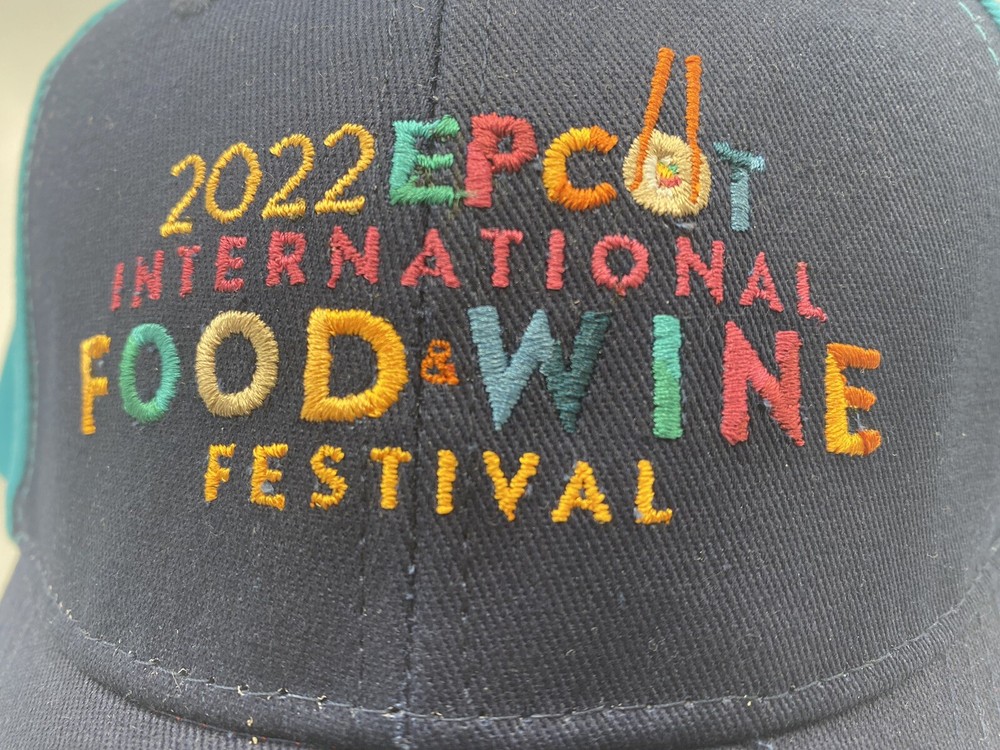 2022 EPCOT
INTERNATIONAL
FOOD & WINE
FESTIVAL